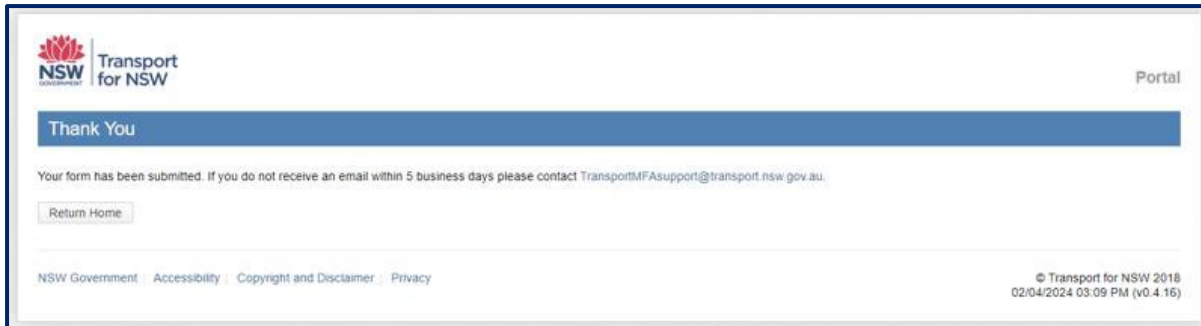 NSW
GOVERNMENT
Transport
for NSW
Portal
Thank You
Your form has been submitted. If you do not receive an email within 5 business days please contact TransportMFAsupport@transport.nsw.gov.au.
Return Home
NSW Government | Accessibility | Copyright and Disclaimer | Privacy
© Transport for NSW 2018
02/04/2024 03:09 PM (v0.4.16)